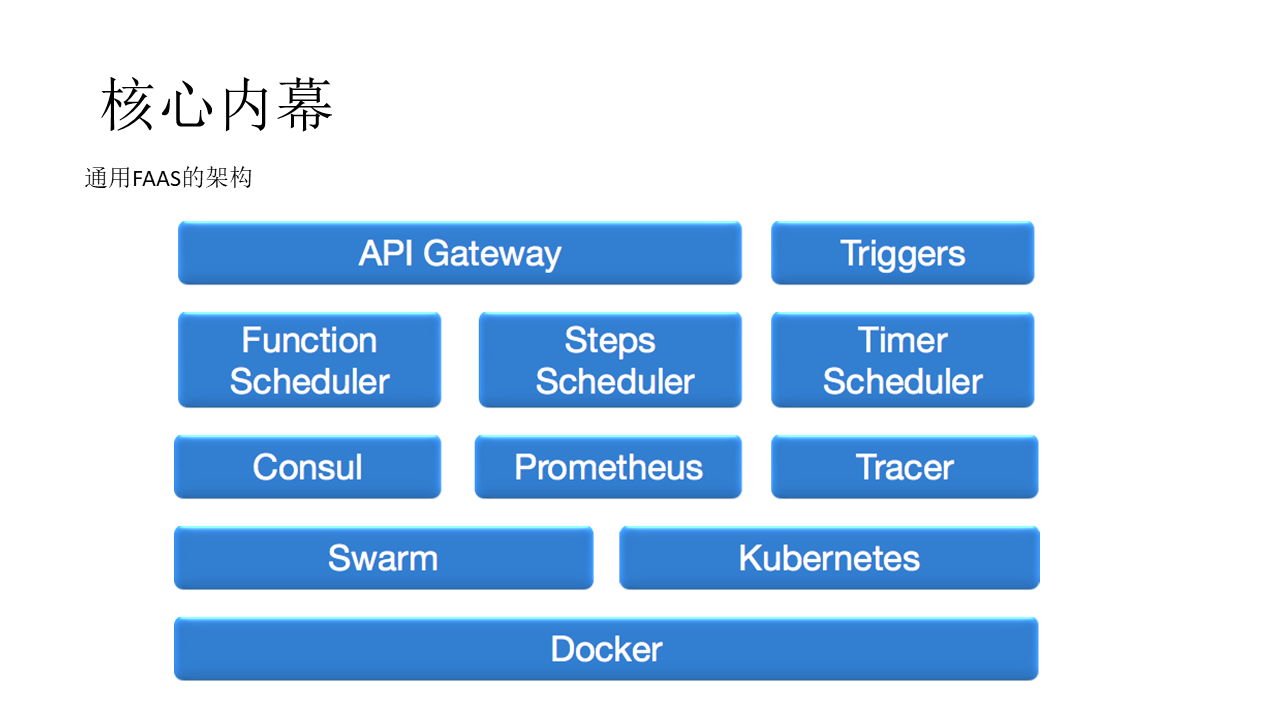 核心内幕
通用FAAS的架构
API Gateway
Triggers
Function
Scheduler
Steps
Scheduler
Timer
Scheduler
Consul
Prometheus
Tracer
Swarm
Kubernetes
Docker